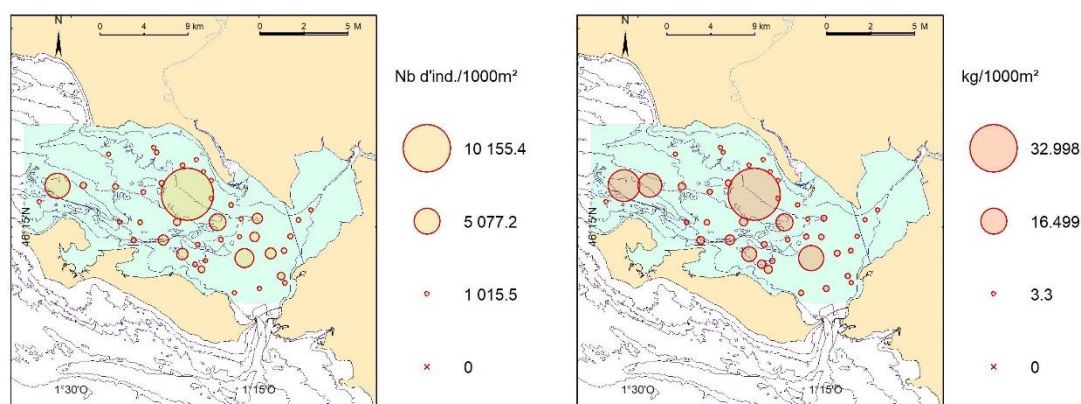 N
0 4 9 km
0 5 M
46°15'N
1°30'O
1°15'O
Nb d'ind./1000m²
10 155.4
5 077.2
1 015.5
0
N
0 4 9 km
0 5 M
46°15'N
1°30'O
1°15'O
kg/1000m²
32.998
16.499
3.3
0